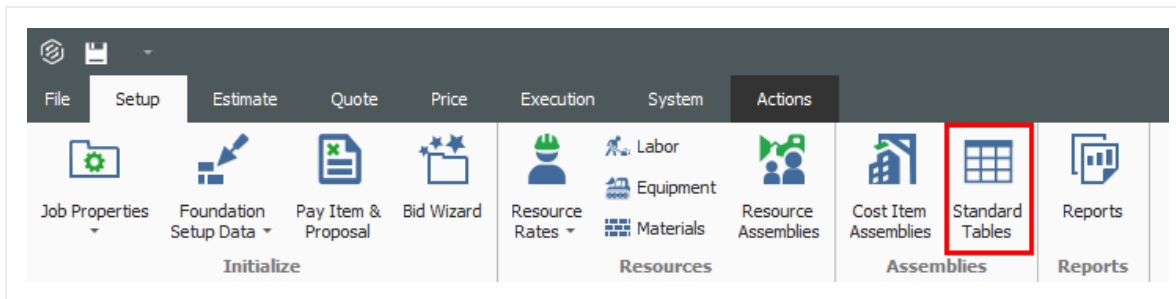 File Setup Estimate Quote Price Execution System Actions
Labor
Equipment
Materials
Job Properties
Foundation
Setup Data
Pay Item &
Proposal
Bid Wizard
Resource
Rates
Resource
Assemblies
Cost Item
Assemblies
Standard
Tables
Reports
Initialize Resources Assemblies Reports